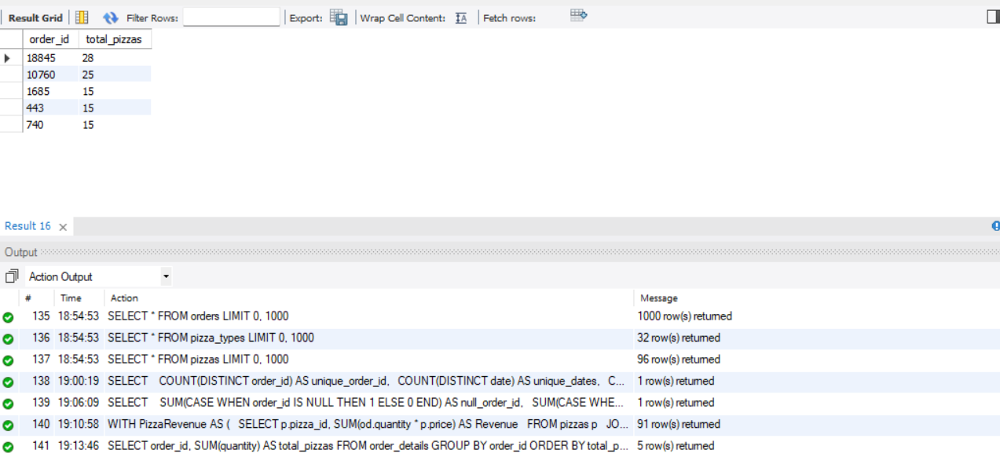 Result Grid Filter Rows: Export: Wrap Cell Content: Fetch rows:
order_id total_pizzas
18845 28
10760 25
1685 15
443 15
740 15
Result 16
Output
Action Output
# Time Action Message
135 18:54:53 SELECT * FROM orders LIMIT 0, 1000 1000 row(s) returned
136 18:54:53 SELECT * FROM pizza_types LIMIT 0, 1000 32 row(s) returned
137 18:54:53 SELECT * FROM pizzas LIMIT 0, 1000 96 row(s) returned
138 19:00:19 SELECT COUNT(DISTINCT order_id) AS unique_order_id, COUNT(DISTINCT date) AS unique_dates, C... 1 row(s) returned
139 19:06:09 SELECT SUM(CASE WHEN order_id IS NULL THEN 1 ELSE 0 END) AS null_order_id, SUM(CASE WHE... 1 row(s) returned
140 19:10:58 WITH PizzaRevenue AS ( SELECT p.pizza_id, SUM(od.quantity * p.price) AS Revenue FROM pizzas p JO... 91 row(s) returned
141 19:13:46 SELECT order_id, SUM(quantity) AS total_pizzas FROM order_details GROUP BY order_id ORDER BY total_p... 5 row(s) returned